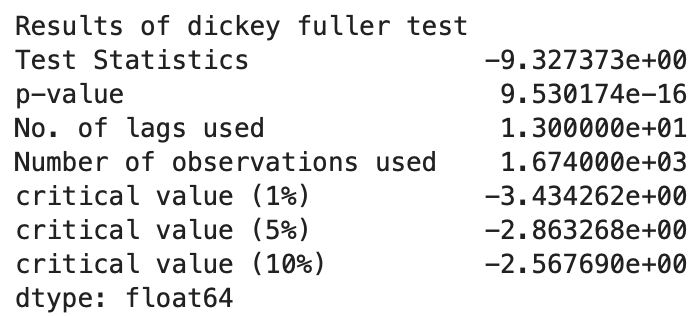 Results of dickey fuller test
Test Statistics -9.327373e+00
p-value 9.530174e-16
No. of lags used 1.300000e+01
Number of observations used 1.674000e+03
critical value (1%) -3.434262e+00
critical value (5%) -2.863268e+00
critical value (10%) -2.567690e+00
dtype: float64